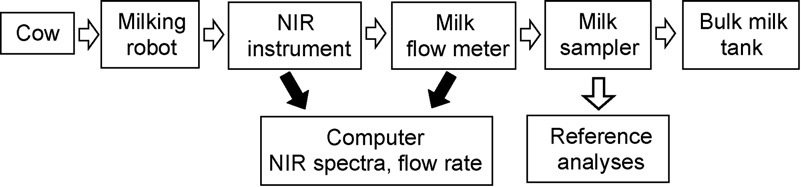 Cow
Milking
robot
NIR
instrument
Milk
flow meter
Milk
sampler
Bulk milk
tank
Computer
NIR spectra, flow rate
Reference
analyses